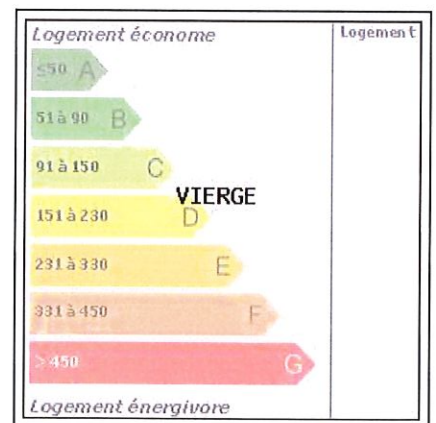 Logement économe
Logement
≤50 A
51 à 90 B
91 à 150 C
VIERGE
151 à 230 D
231 à 330 E
331 à 450 F
> 450 G
Logement énergivore